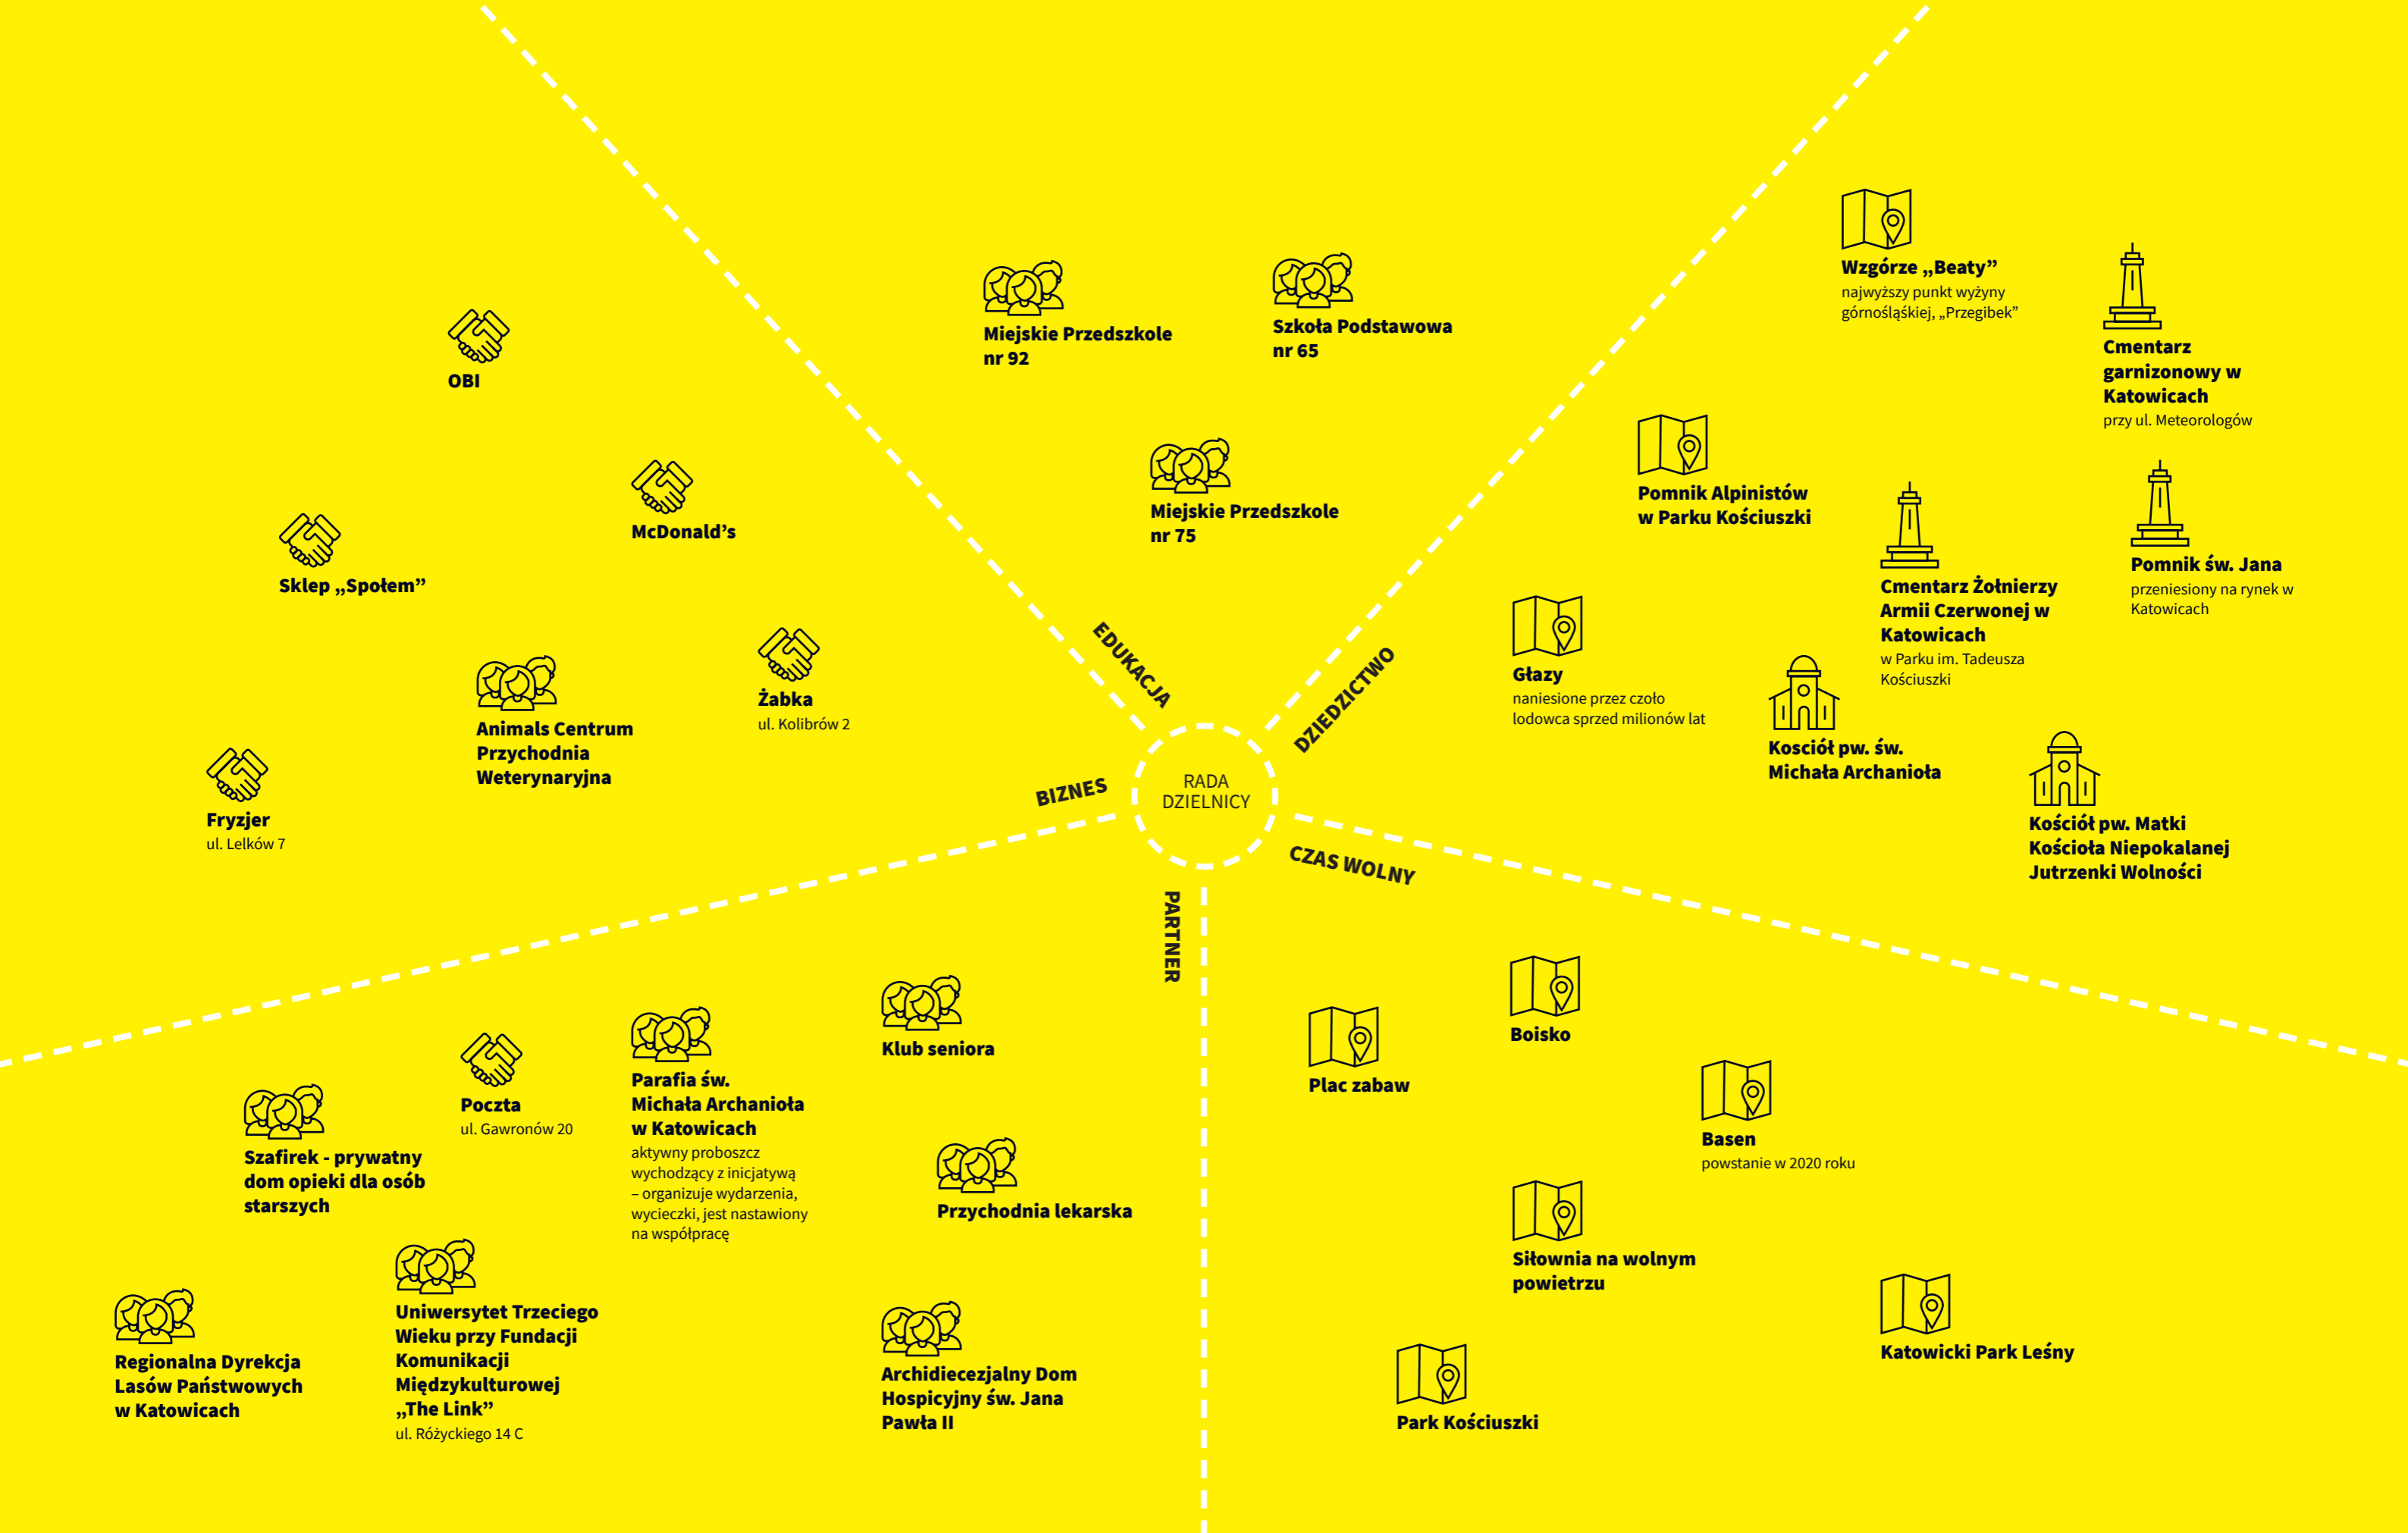 EDUKACJA
Miejskie Przedszkole
nr 92
Szkoła Podstawowa
nr 65
Miejskie Przedszkole
nr 75
DZIEDZICTWO
Wzgórze „Beaty”
najwyższy punkt wyżyny
górnośląśkiej, „Przegibek”
Cmentarz
garnizonowy w
Katowicach
przy ul. Meteorologów
Pomnik Alpinistów
w Parku Kościuszki
Cmentarz Żołnierzy
Armii Czerwonej w
Katowicach
w Parku im. Tadeusza
Kościuszki
Pomnik św. Jana
przeniesiony na rynek w
Katowicach
Głazy
naniesione przez czoło
lodowca sprzed milionów lat
Kosciół pw. św.
Michała Archanioła
Kościół pw. Matki
Kościoła Niepokalanej
Jutrzenki Wolności
BIZNES
OBI
McDonald’s
Sklep „Społem”
Żabka
ul. Kolibrów 2
Animals Centrum
Przychodnia
Weterynaryjna
Fryzjer
ul. Lelków 7
RADA
DZIELNICY
PARTNER
Klub seniora
Parafia św.
Michała Archanioła
w Katowicach
aktywny proboszcz
wychodzący z inicjatywą
– organizuje wydarzenia,
wycieczki, jest nastawiony
na współpracę
Poczta
ul. Gawronów 20
Szafirek - prywatny
dom opieki dla osób
starszych
Przychodnia lekarska
Uniwersytet Trzeciego
Wieku przy Fundacji
Komunikacji
Międzykulturowej
„The Link”
ul. Różyckiego 14 C
Regionalna Dyrekcja
Lasów Państwowych
w Katowicach
Archidiecezjalny Dom
Hospicyjny św. Jana
Pawła II
CZAS WOLNY
Boisko
Plac zabaw
Basen
powstanie w 2020 roku
Siłownia na wolnym
powietrzu
Katowicki Park Leśny
Park Kościuszki